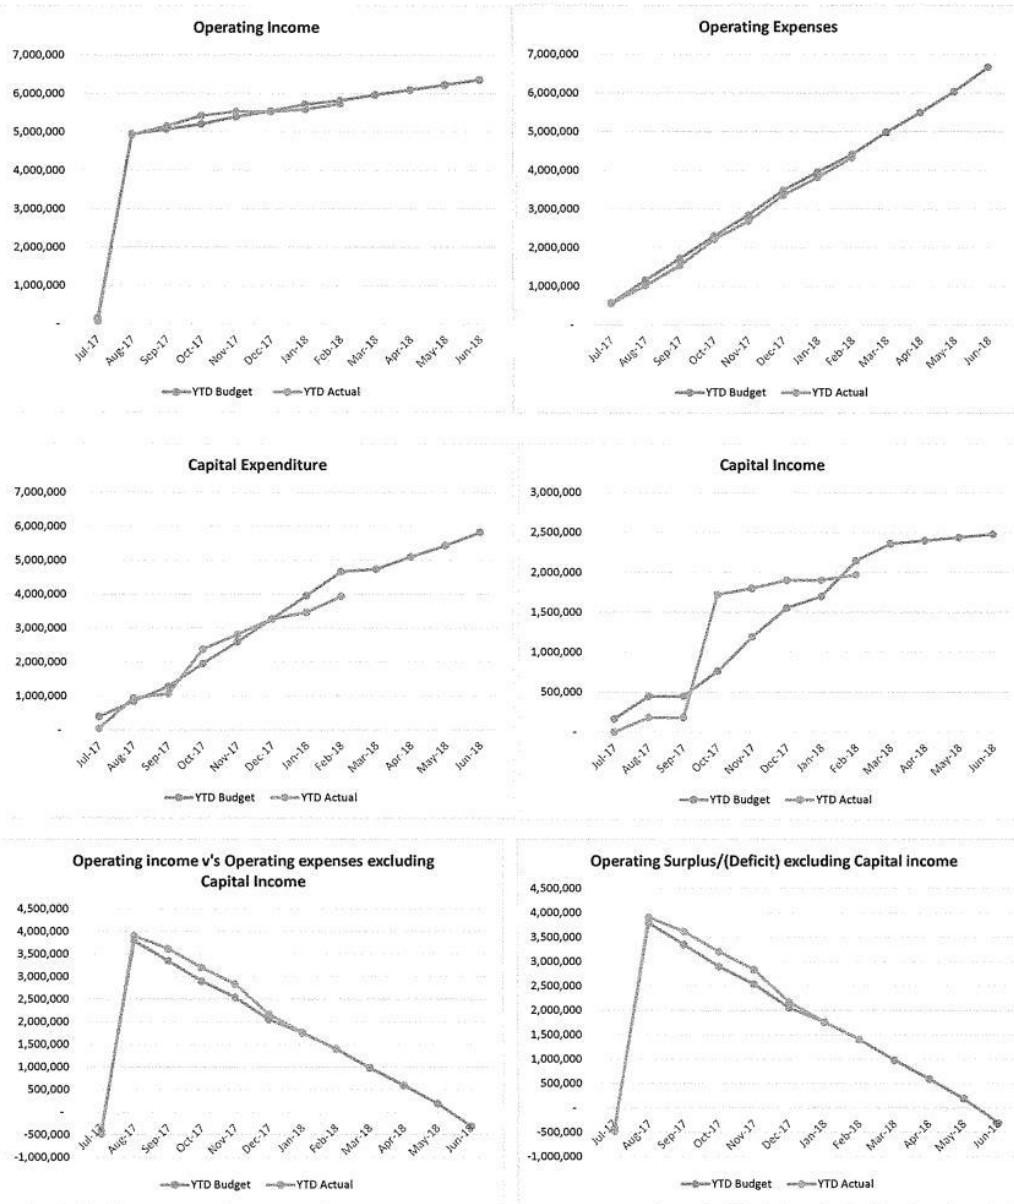 Operating Income
7,000,000
6,000,000
5,000,000
4,000,000
3,000,000
2,000,000
1,000,000
-
Jul-17 Aug-17 Sep-17 Oct-17 Nov-17 Dec-17 Jan-18 Feb-18 Mar-18 Apr-18 May-18 Jun-18
YTD Budget YTD Actual
Operating Expenses
7,000,000
6,000,000
5,000,000
4,000,000
3,000,000
2,000,000
1,000,000
-
Jul-17 Aug-17 Sep-17 Oct-17 Nov-17 Dec-17 Jan-18 Feb-18 Mar-18 Apr-18 May-18 Jun-18
YTD Budget YTD Actual
Capital Expenditure
7,000,000
6,000,000
5,000,000
4,000,000
3,000,000
2,000,000
1,000,000
-
Jul-17 Aug-17 Sep-17 Oct-17 Nov-17 Dec-17 Jan-18 Feb-18 Mar-18 Apr-18 May-18 Jun-18
YTD Budget YTD Actual
Capital Income
3,000,000
2,500,000
2,000,000
1,500,000
1,000,000
500,000
-
Jul-17 Aug-17 Sep-17 Oct-17 Nov-17 Dec-17 Jan-18 Feb-18 Mar-18 Apr-18 May-18 Jun-18
YTD Budget YTD Actual
Operating income v's Operating expenses excluding
Capital Income
4,500,000
4,000,000
3,500,000
3,000,000
2,500,000
2,000,000
1,500,000
1,000,000
500,000
-
-500,000
-1,000,000
Jul-17 Aug-17 Sep-17 Oct-17 Nov-17 Dec-17 Jan-18 Feb-18 Mar-18 Apr-18 May-18 Jun-18
YTD Budget YTD Actual
Operating Surplus/(Deficit) excluding Capital income
4,500,000
4,000,000
3,500,000
3,000,000
2,500,000
2,000,000
1,500,000
1,000,000
500,000
-
-500,000
-1,000,000
Jul-17 Aug-17 Sep-17 Oct-17 Nov-17 Dec-17 Jan-18 Feb-18 Mar-18 Apr-18 May-18 Jun-18
YTD Budget YTD Actual